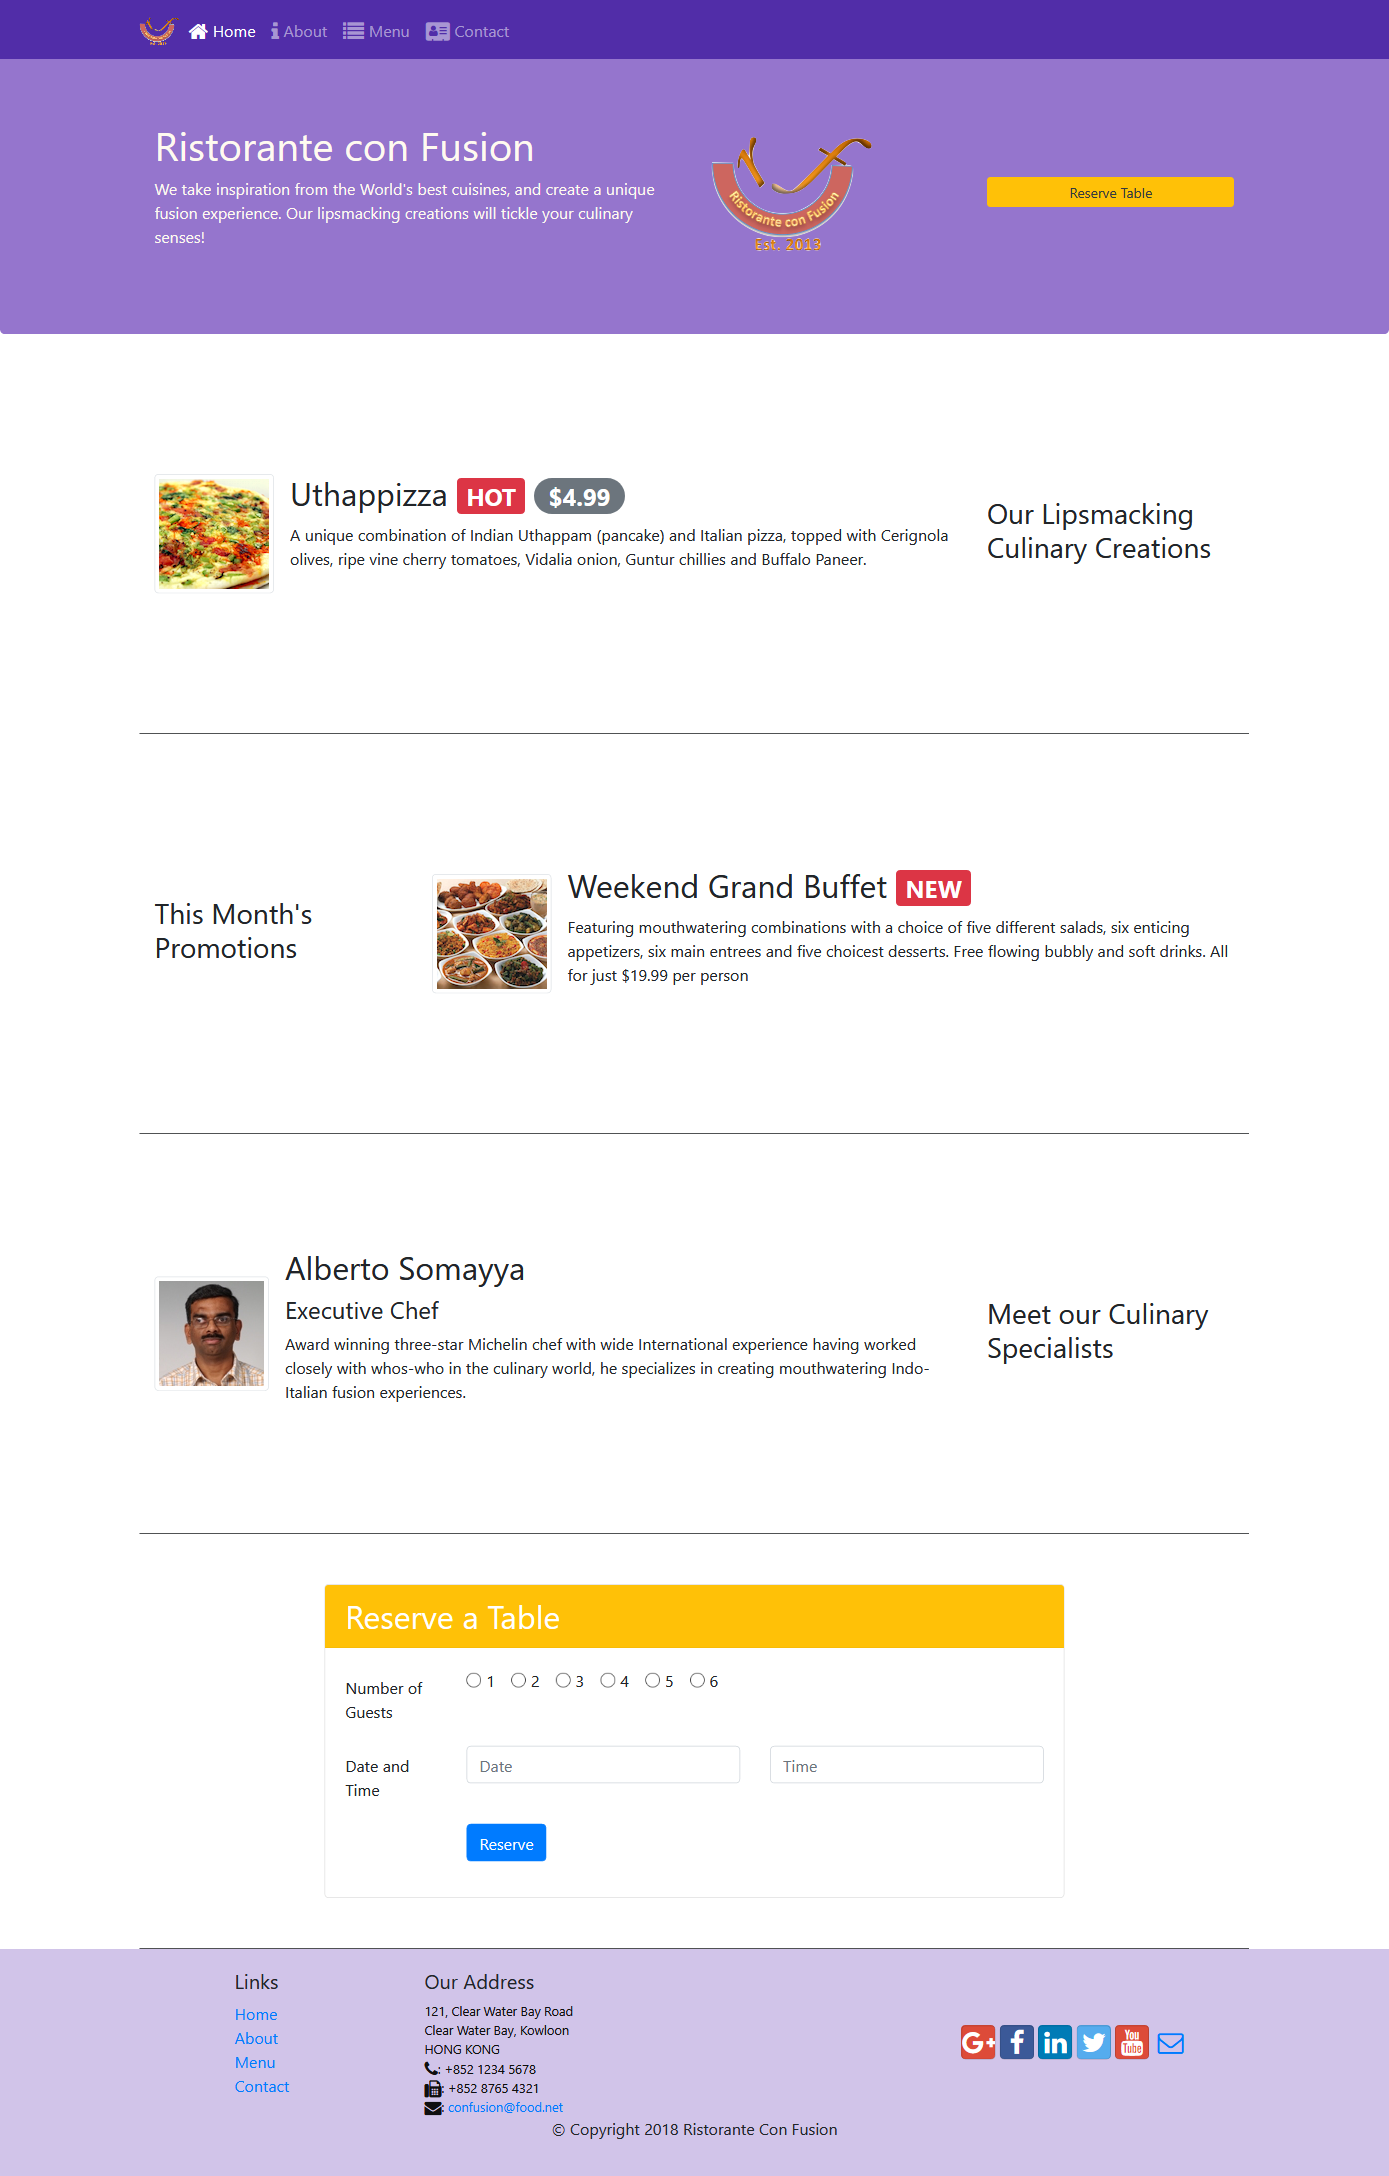 Home About Menu Contact
Ristorante con Fusion
We take inspiration from the World's best cuisines, and create a unique
fusion experience. Our lipsmacking creations will tickle your culinary
senses!
Ristorante con Fusion
Est. 2013
Reserve Table
Uthappizza HOT $4.99
A unique combination of Indian Uthappam (pancake) and Italian pizza, topped with Cerignola
olives, ripe vine cherry tomatoes, Vidalia onion, Guntur chillies and Buffalo Paneer.
Our Lipsmacking
Culinary Creations
This Month's
Promotions
Weekend Grand Buffet NEW
Featuring mouthwatering combinations with a choice of five different salads, six enticing
appetizers, six main entrees and five choicest desserts. Free flowing bubbly and soft drinks. All
for just $19.99 per person
Alberto Somayya
Executive Chef
Award winning three-star Michelin chef with wide International experience having worked
closely with whos-who in the culinary world, he specializes in creating mouthwatering Indo-
Italian fusion experiences.
Meet our Culinary
Specialists
Reserve a Table
Number of
Guests
1 2 3 4 5 6
Date and
Time
Date
Time
Reserve
Links
Home
About
Menu
Contact
Our Address
121, Clear Water Bay Road
Clear Water Bay, Kowloon
HONG KONG
: +852 1234 5678
: +852 8765 4321
: confusion@food.net
G+ f in You Tube
© Copyright 2018 Ristorante Con Fusion